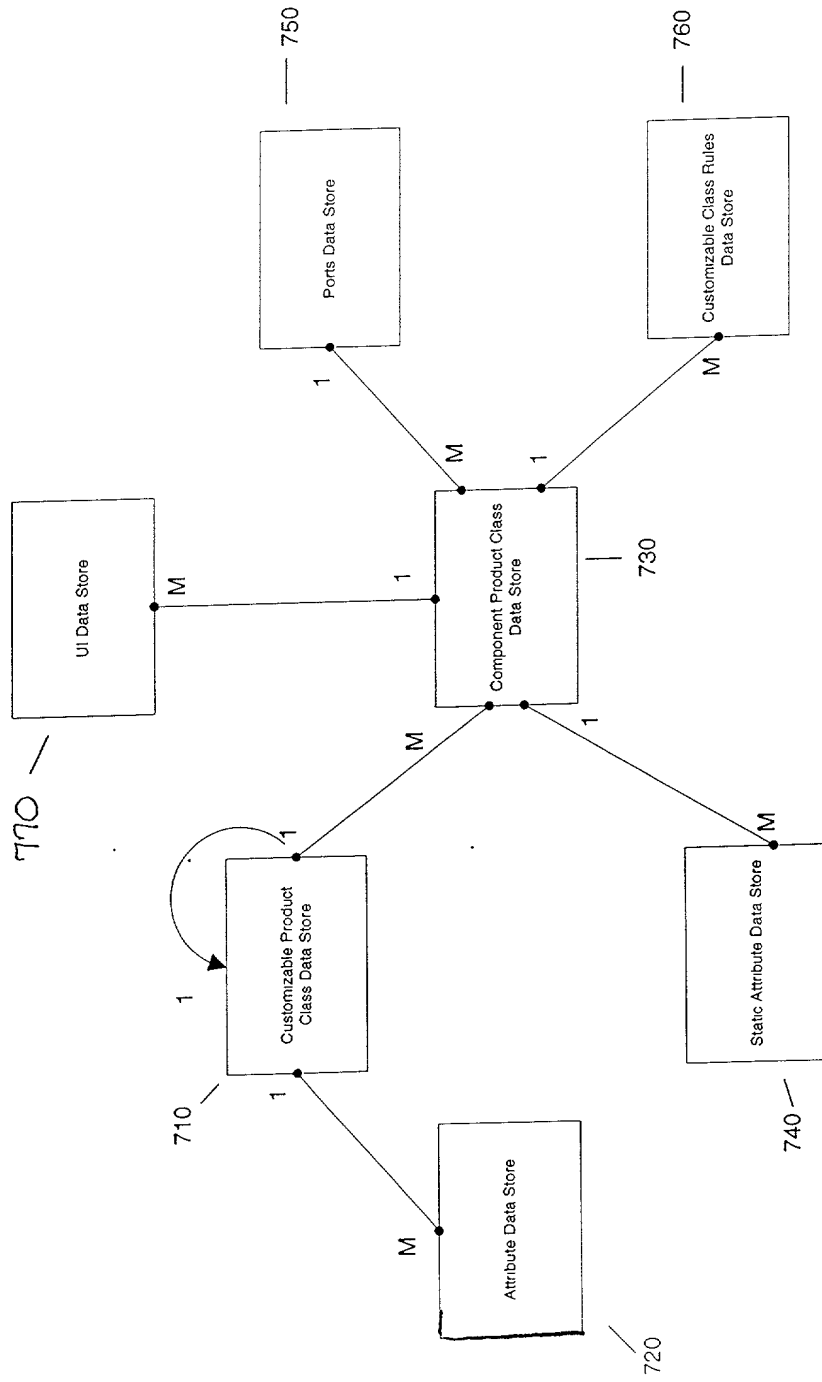 770
UI Data Store
M
750
Ports Data Store
1
710
1
1
Customizable Product
Class Data Store
1
M
1
M
Component Product Class
Data Store
730
1
1
M
Attribute Data Store
720
M
Static Attribute Data Store
740
M
Customizable Class Rules
Data Store
760